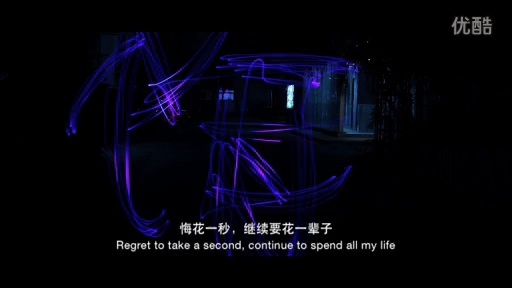 优酷
悔花一秒，继续要花一辈子
Regret to take a second, continue to spend all my life